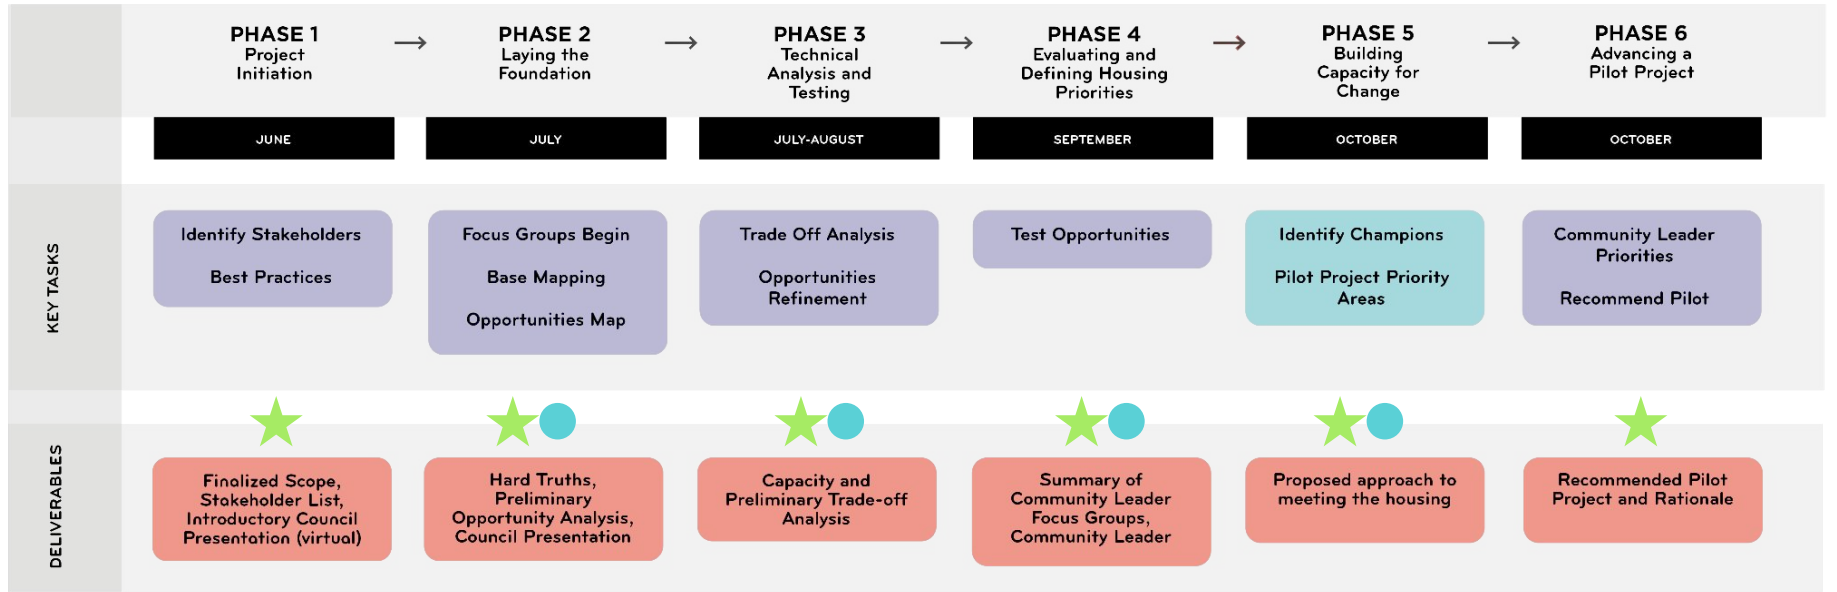 PHASE 1
Project
Initiation
PHASE 2
Laying the
Foundation
PHASE 3
Technical
Analysis and
Testing
PHASE 4
Evaluating and
Defining Housing
Priorities
PHASE 5
Building
Capacity for
Change
PHASE 6
Advancing a
Pilot Project
JUNE
JULY
JULY-AUGUST
SEPTEMBER
OCTOBER
OCTOBER
KEY TASKS
Identify Stakeholders
Best Practices
Focus Groups Begin
Base Mapping
Opportunities Map
Trade Off Analysis
Opportunities
Refinement
Test Opportunities
Identify Champions
Pilot Project Priority
Areas
Community Leader
Priorities
Recommend Pilot
DELIVERABLES
Finalized Scope,
Stakeholder List,
Introductory Council
Presentation (virtual)
Hard Truths,
Preliminary
Opportunity Analysis,
Council Presentation
Capacity and
Preliminary Trade-off
Analysis
Summary of
Community Leader
Focus Groups,
Community Leader
Proposed approach to
meeting the housing
Recommended Pilot
Project and Rationale